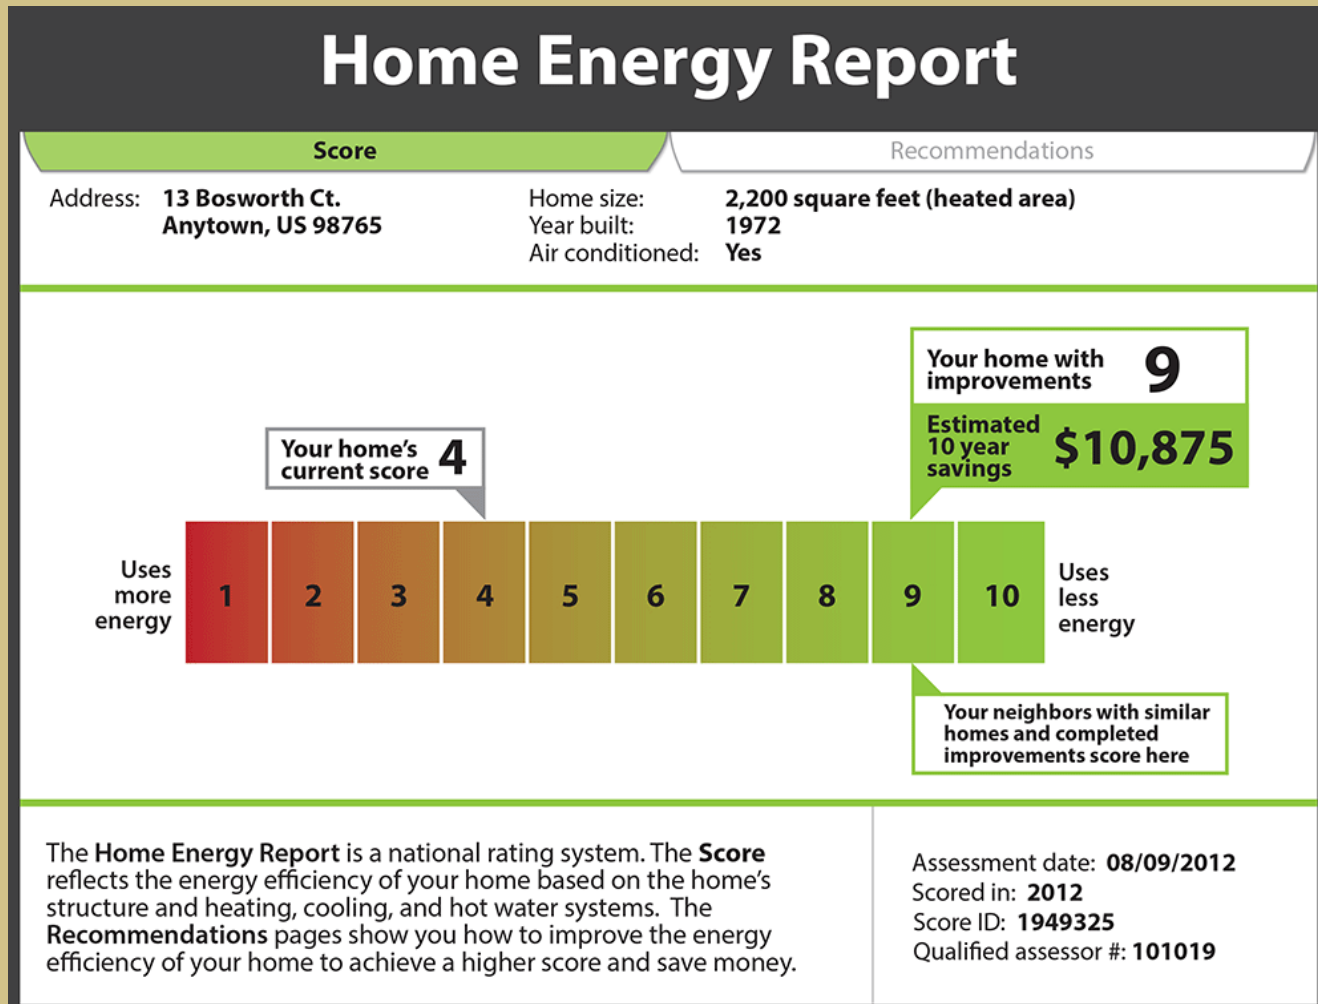 Home Energy Report
Score
Recommendations
Address: 13 Bosworth Ct.
Anytown, US 98765
Home size: 2,200 square feet (heated area)
Year built: 1972
Air conditioned: Yes
Your home with
improvements 9
Estimated
10 year
savings $10,875
Your home's
current score 4
Uses
more
energy
1 2 3 4 5 6 7 8 9 10
Uses
less
energy
Your neighbors with similar
homes and completed
improvements score here
The Home Energy Report is a national rating system. The Score
reflects the energy efficiency of your home based on the home's
structure and heating, cooling, and hot water systems. The
Recommendations pages show you how to improve the energy
efficiency of your home to achieve a higher score and save money.
Assessment date: 08/09/2012
Scored in: 2012
Score ID: 1949325
Qualified assessor #: 101019